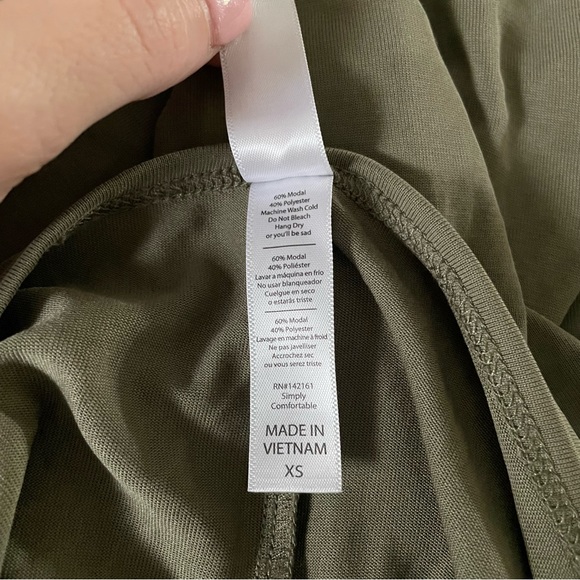 60% Modal
40% Polyester
Machine Wash Cold
Do Not Bleach
Hang Dry
or you'll be sad
60% Modal
40% Poliéster
Lavar a máquina en frío
No usar blanqueador
Cuelgue en seco
o estarás triste
60% Modal
40% Polyester
Lavage en machine à froid
Ne pas javelliser
Accrochez sec
ou vous serez triste
RN#142161
Simply
Comfortable
MADE IN
VIETNAM
XS